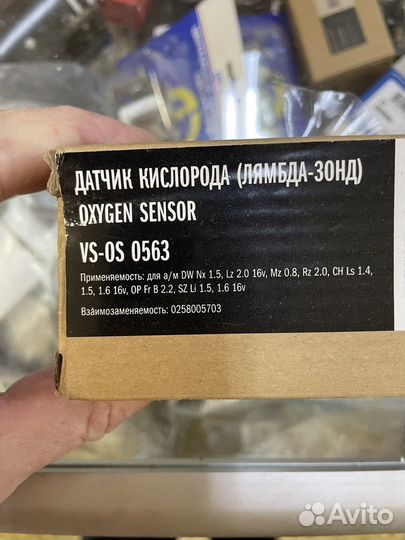 ДАТЧИК КИСЛОРОДА (ЛЯМБДА-ЗОНД)
OXYGEN SENSOR
VS-OS 0563
Применяемость: для а/м DW Nx 1.5, Lz 2.0 16v, Mz 0.8, Rz 2.0, CH Ls 1.4,
1.5, 1.6 16v, OP Fr B 2.2, SZ Li 1.5, 1.6 16v
Взаимозаменяемость: 0258005703
Avito